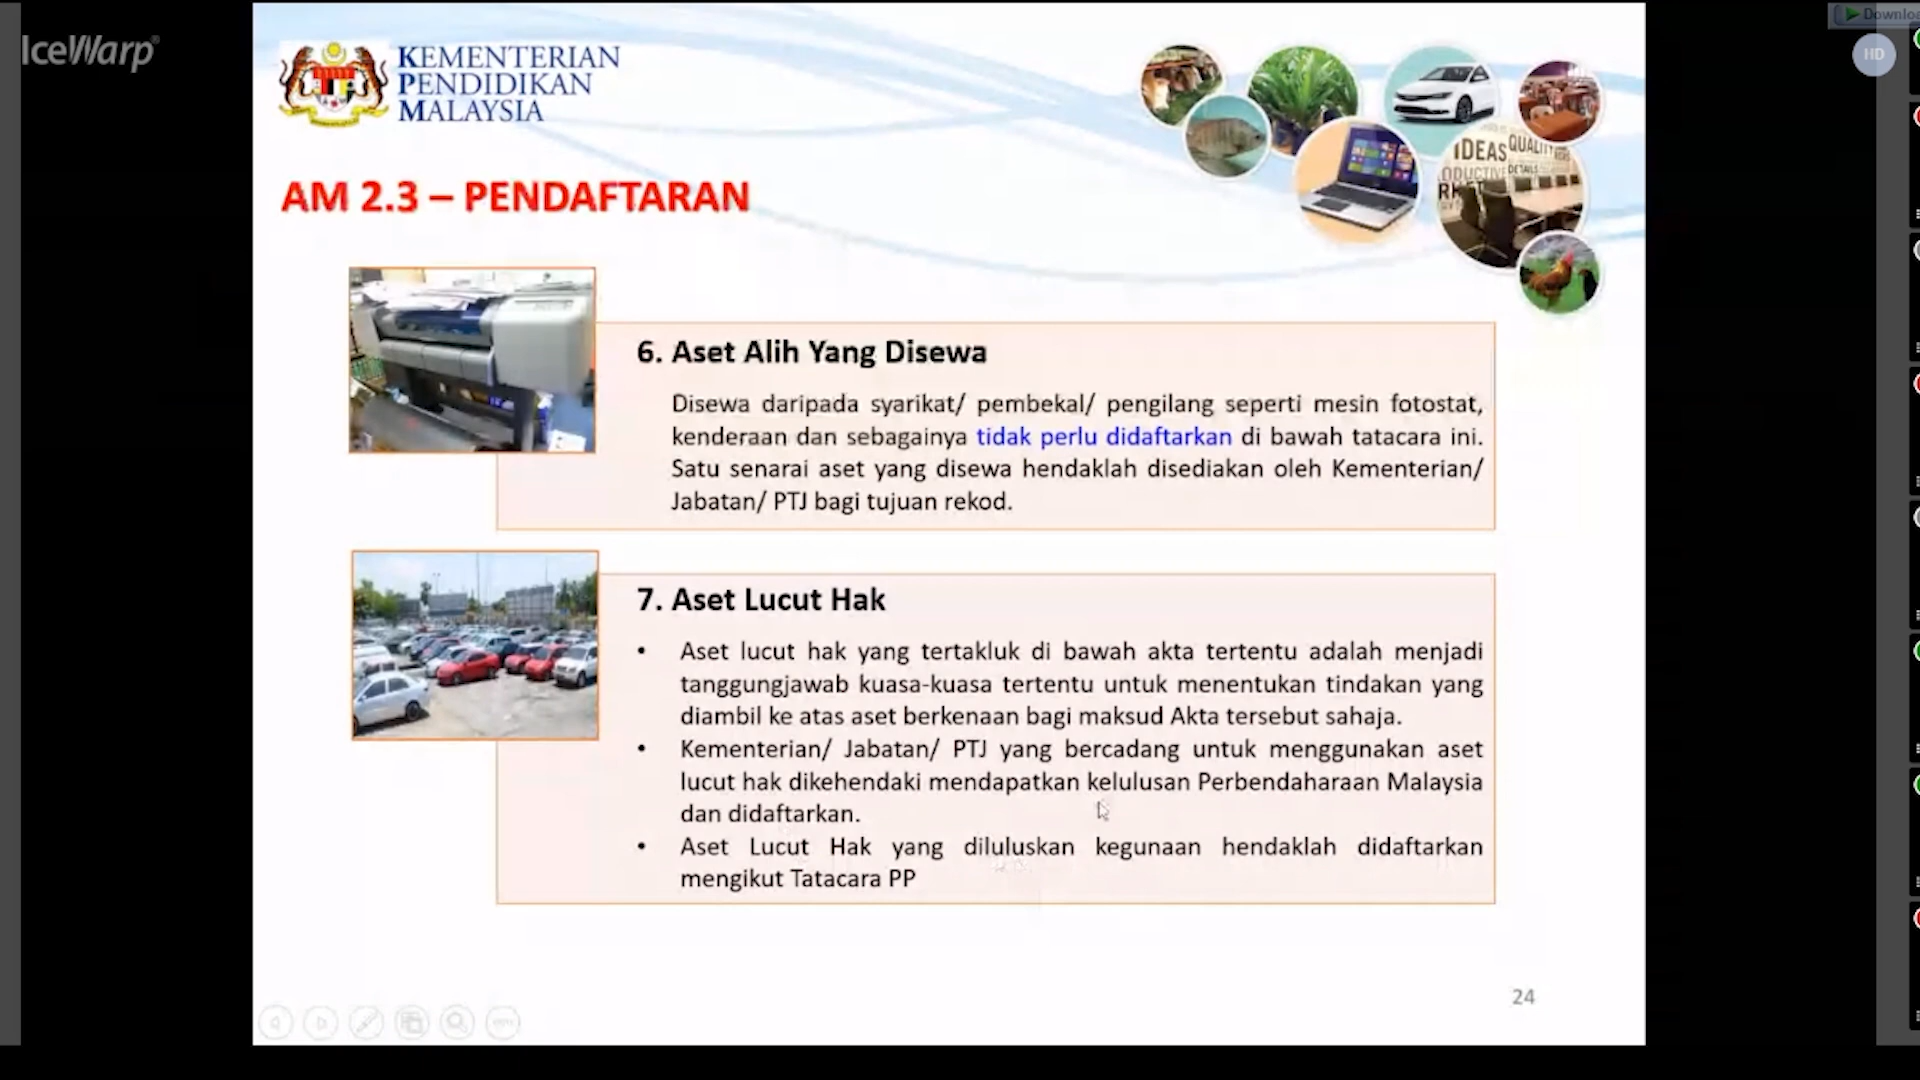 IceWarp
Downloa
HD
KEMENTERIAN
PENDIDIKAN
MALAYSIA
IDEAS QUALITY
DETAILS
AM 2.3 – PENDAFTARAN
6. Aset Alih Yang Disewa
Disewa daripada syarikat/ pembekal/ pengilang seperti mesin fotostat,
kenderaan dan sebagainya tidak perlu didaftarkan di bawah tatacara ini.
Satu senarai aset yang disewa hendaklah disediakan oleh Kementerian/
Jabatan/ PTJ bagi tujuan rekod.
7. Aset Lucut Hak
• Aset lucut hak yang tertakluk di bawah akta tertentu adalah menjadi
tanggungjawab kuasa-kuasa tertentu untuk menentukan tindakan yang
diambil ke atas aset berkenaan bagi maksud Akta tersebut sahaja.
• Kementerian/ Jabatan/ PTJ yang bercadang untuk menggunakan aset
lucut hak dikehendaki mendapatkan kelulusan Perbendaharaan Malaysia
dan didaftarkan.
• Aset Lucut Hak yang diluluskan kegunaan hendaklah didaftarkan
mengikut Tatacara PP
24